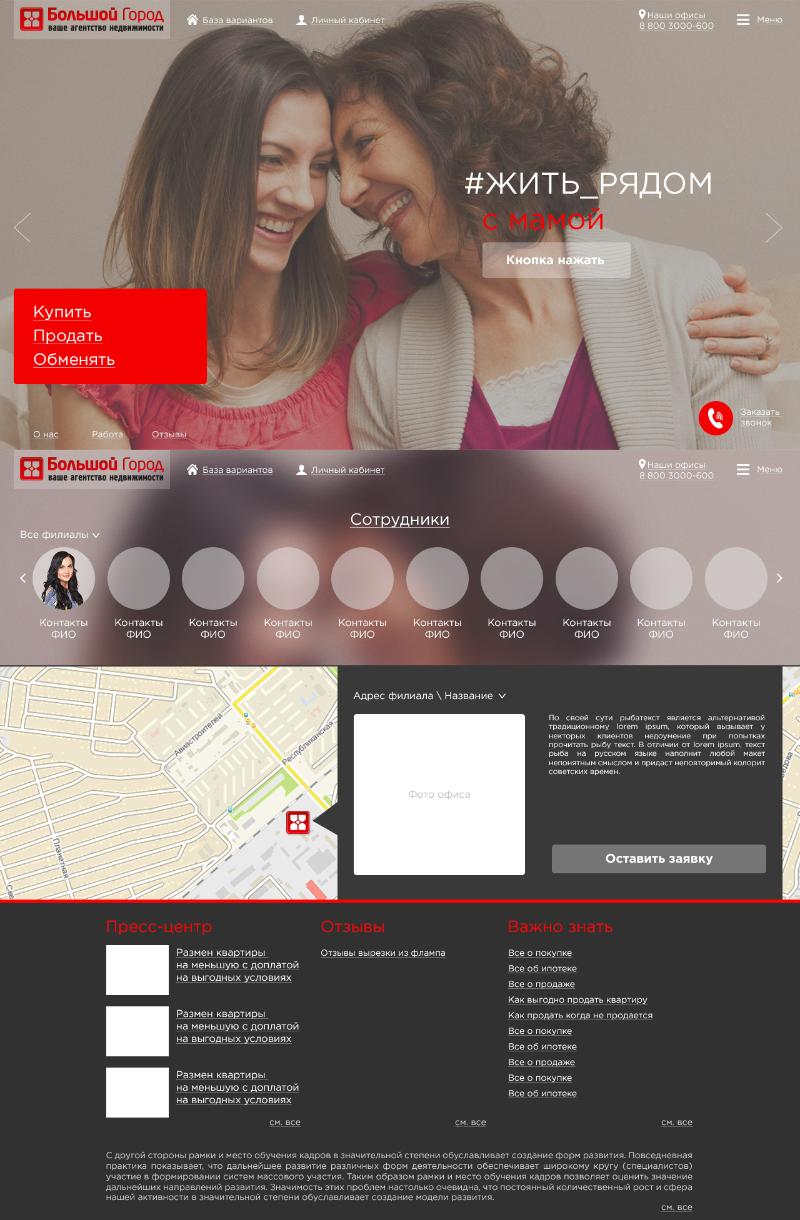 Большой Город
ваше агентство недвижимости
База вариантов
Личный кабинет
Наши офисы
8 800 3000-600
Меню
#ЖИТЬ_РЯДОМ
с мамой
Кнопка нажать
Купить
Продать
Обменять
О нас
Работа
Отзывы
Заказать
звонок
Большой Город
ваше агентство недвижимости
База вариантов
Личный кабинет
Наши офисы
8 800 3000-600
Меню
Сотрудники
Все филиалы
Контакты
ФИО
Контакты
ФИО
Контакты
ФИО
Контакты
ФИО
Контакты
ФИО
Контакты
ФИО
Контакты
ФИО
Контакты
ФИО
Контакты
ФИО
Контакты
ФИО
Авиастроителей
Республиканская
Планетная
Адрес филиала \ Название
Фото офиса
По своей сути рыбатекст является альтернативой
традиционному lorem ipsum, который вызывает у
некторых клиентов недоумение при попытках
прочитать рыбу текст. В отличии от lorem ipsum, текст
рыба на русском языке наполнит любой макет
непонятным смыслом и придаст неповторимый колорит
советских времен.
Оставить заявку
Пресс-центр
Размен квартиры
на меньшую с доплатой
на выгодных условиях
Размен квартиры
на меньшую с доплатой
на выгодных условиях
Размен квартиры
на меньшую с доплатой
на выгодных условиях
см. все
Отзывы
Отзывы вырезки из флампа
см. все
Важно знать
Все о покупке
Все об ипотеке
Все о продаже
Как выгодно продать квартиру
Как продать когда не продается
Все о покупке
Все об ипотеке
Все о продаже
Все о покупке
Все об ипотеке
см. все
С другой стороны рамки и место обучения кадров в значительной степени обуславливает создание форм развития. Повседневная
практика показывает, что дальнейшее развитие различных форм деятельности обеспечивает широкому кругу (специалистов)
участие в формировании систем массового участия. Таким образом рамки и место обучения кадров позволяет оценить значение
дальнейших направлений развития. Значимость этих проблем настолько очевидна, что постоянный количественный рост и сфера
нашей активности в значительной степени обуславливает создание модели развития.
см. все